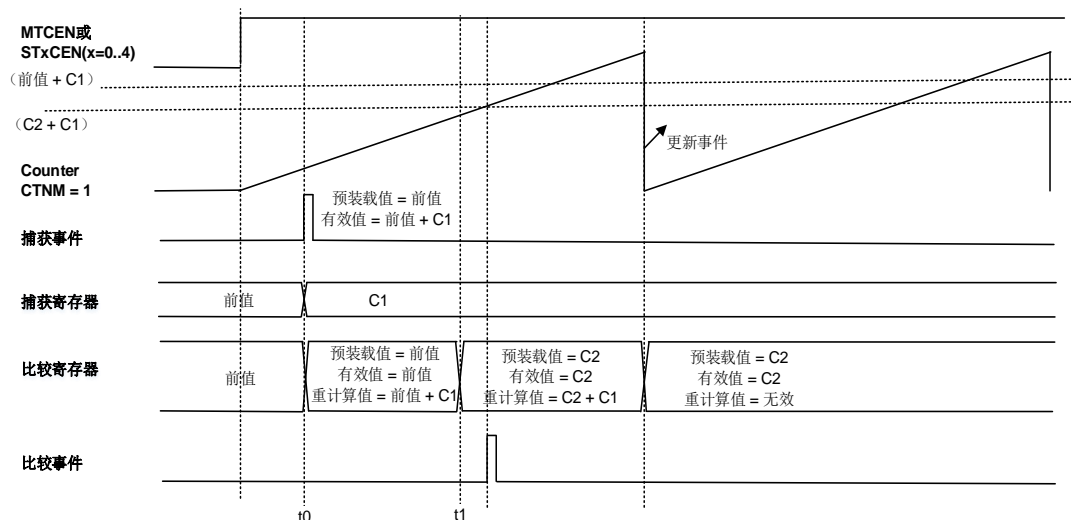 MTCEN或
STxCEN(x=0..4)
（前值 + C1）
（C2 + C1）
更新事件
Counter
CTNM = 1
预装载值 = 前值
有效值 = 前值 + C1
捕获事件
捕获寄存器
前值
C1
比较寄存器
前值
预装载值 = 前值
有效值 = 前值
重计算值 = 前值 + C1
预装载值 = C2
有效值 = C2
重计算值 = C2 + C1
预装载值 = C2
有效值 = C2
重计算值 = 无效
比较事件
t0
t1